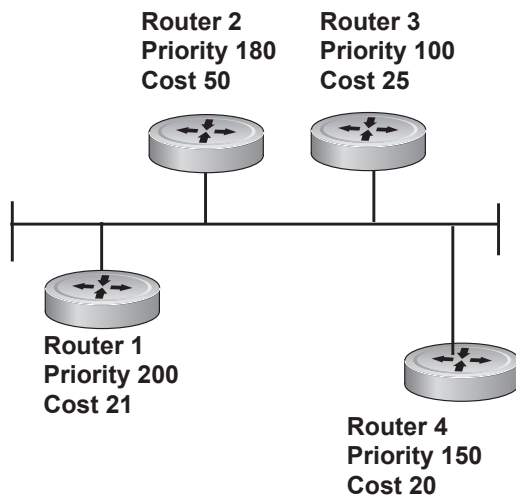 Router 2
Priority 180
Cost 50
Router 3
Priority 100
Cost 25
Router 1
Priority 200
Cost 21
Router 4
Priority 150
Cost 20